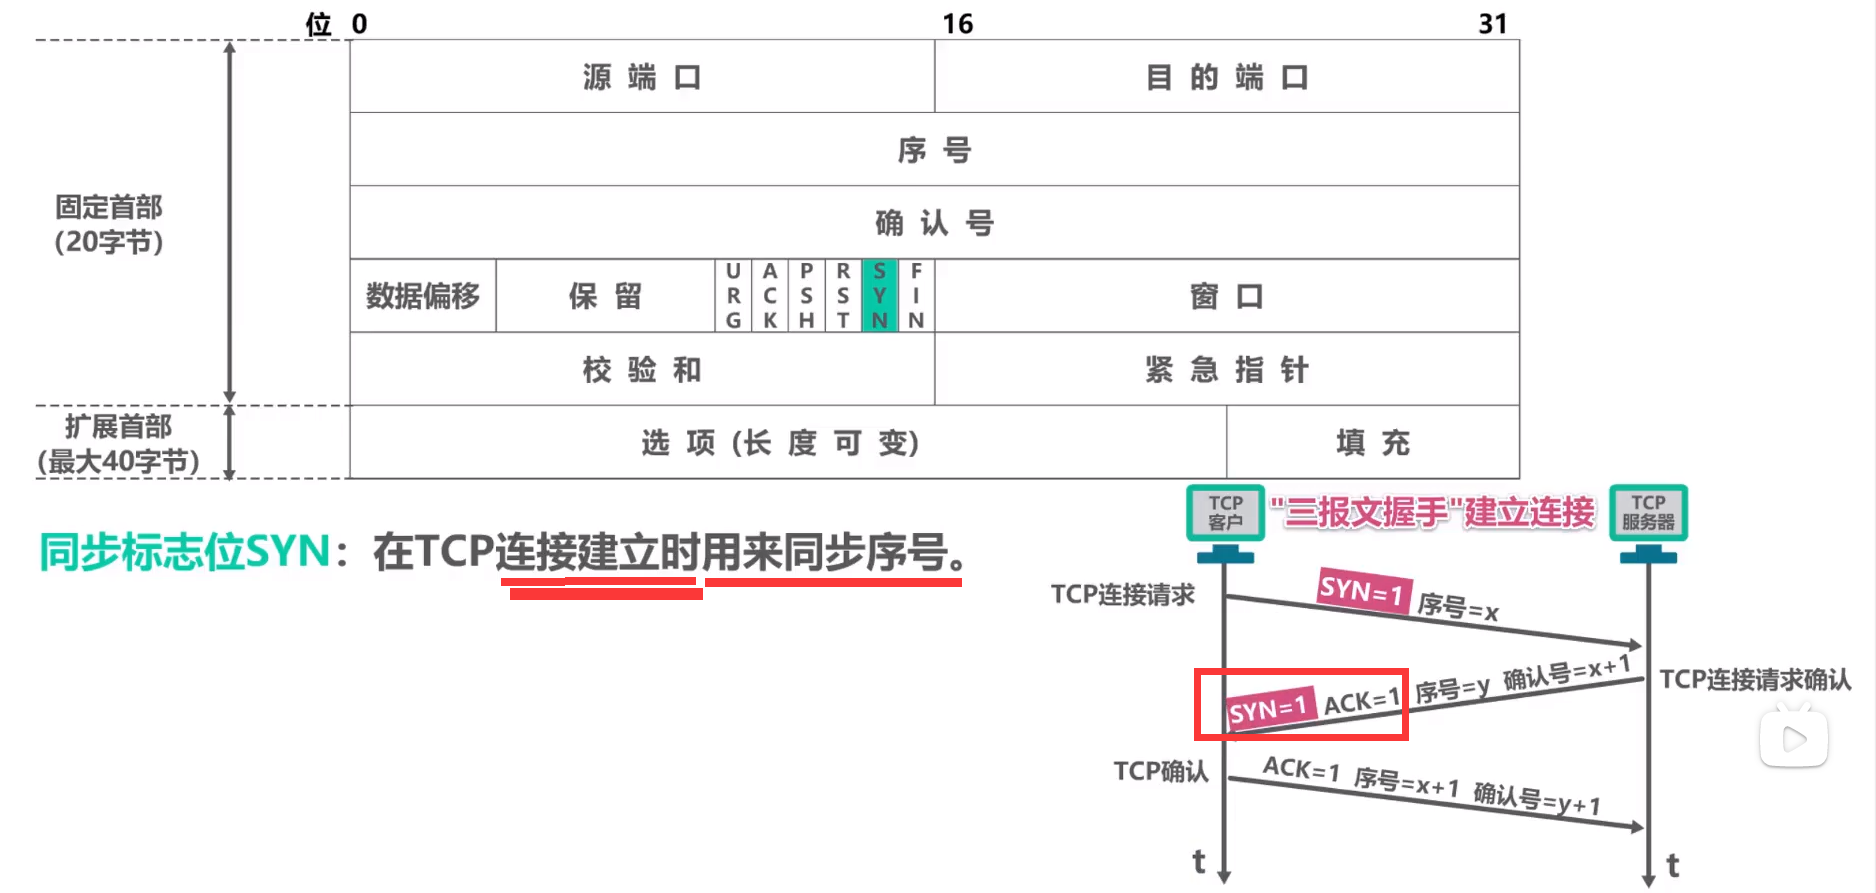 位 0 16 31
源 端 口 目 的 端 口
序 号
确 认 号
固定首部
(20字节)
数据偏移 保 留 URG ACK PSH RST SYN FIN 窗 口
校 验 和 紧 急 指 针
扩展首部
(最大40字节)
选 项 (长 度 可 变) 填 充
同步标志位SYN：在TCP连接建立时用来同步序号。
TCP
客户
"三报文握手"建立连接
TCP
服务器
TCP连接请求
SYN=1 序号=x
SYN=1 ACK=1 序号=y 确认号=x+1
TCP连接请求确认
TCP确认
ACK=1 序号=x+1 确认号=y+1
t t